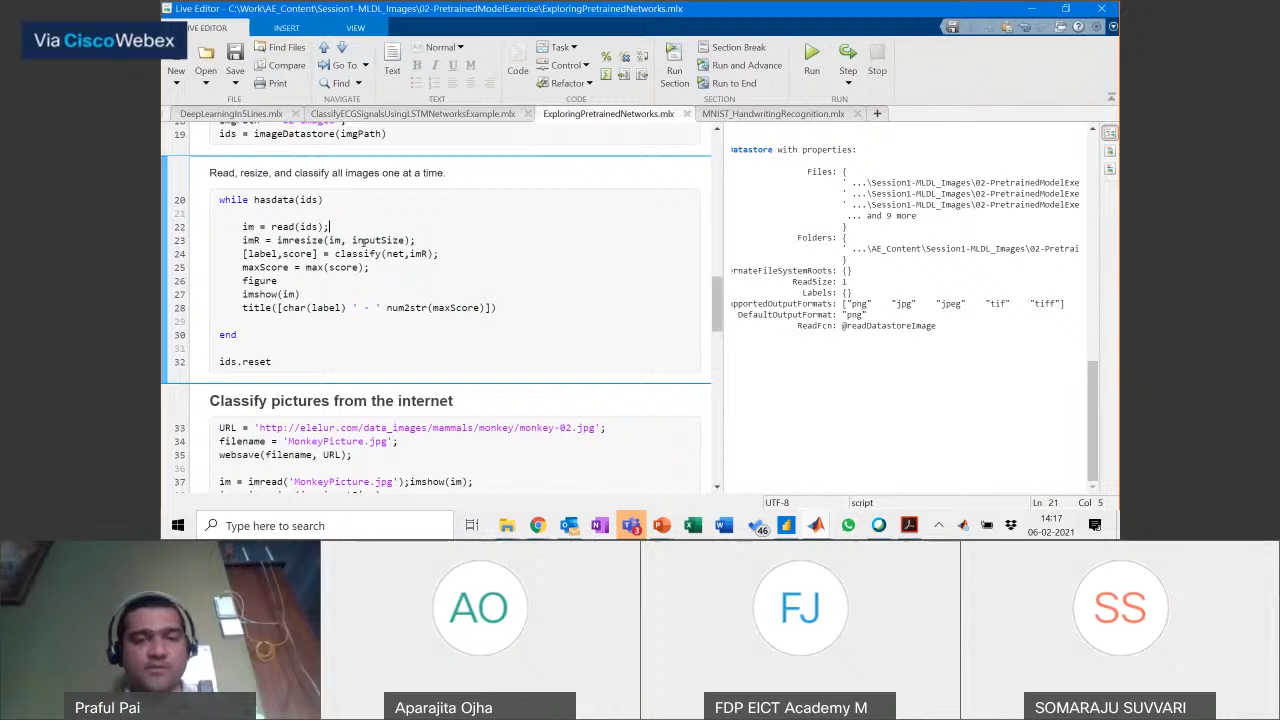 Live Editor - C:\Work\AE_Content\Session1-MLDL_Images\02-PretrainedModelExercise\ExploringPretrainedNetworks.mlx
Via Cisco Webex
LIVE EDITOR INSERT VIEW
New Open Save
Find Files
Compare
Print
FILE
Go To
Find
NAVIGATE
Text
Normal
B I U M
TEXT
Code
Task
Control
Refactor
CODE
Run Section
Section Break
Run and Advance
Run to End
SECTION
Run Step Stop
RUN
DeepLearningIn5Lines.mlx ClassifyECGSignalsUsingLSTMNetworksExample.mlx ExploringPretrainedNetworks.mlx MNIST_HandwritingRecognition.mlx
19 ids = imageDatastore(imgPath)
Read, resize, and classify all images one at a time.
20 while hasdata(ids)
21
22 im = read(ids);
23 imR = imresize(im, inputSize);
24 [label,score] = classify(net,imR);
25 maxScore = max(score);
26 figure
27 imshow(im)
28 title([char(label) ' - ' num2str(maxScore)])
29
30 end
31
32 ids.reset
Classify pictures from the internet
33 URL = 'http://elelur.com/data_images/mammals/monkey/monkey-02.jpg';
34 filename = 'MonkeyPicture.jpg';
35 websave(filename, URL);
36
37 im = imread('MonkeyPicture.jpg');imshow(im);
atastore with properties:
Files: {
' ...\Session1-MLDL_Images\02-PretrainedModelExe
' ...\Session1-MLDL_Images\02-PretrainedModelExe
' ...\Session1-MLDL_Images\02-PretrainedModelExe
... and 9 more
}
Folders: {
' ...\AE_Content\Session1-MLDL_Images\02-Pretrai
}
ernateFileSystemRoots: {}
ReadSize: 1
Labels: {}
upportedOutputFormats: ["png" "jpg" "jpeg" "tif" "tiff"]
DefaultOutputFormat: "png"
ReadFcn: @readDatastoreImage
UTF-8 script Ln 21 Col 5
Type here to search
46
14:17
06-02-2021
AO
FJ
SS
Praful Pai
Aparajita Ojha
FDP EICT Academy M
SOMARAJU SUVVARI